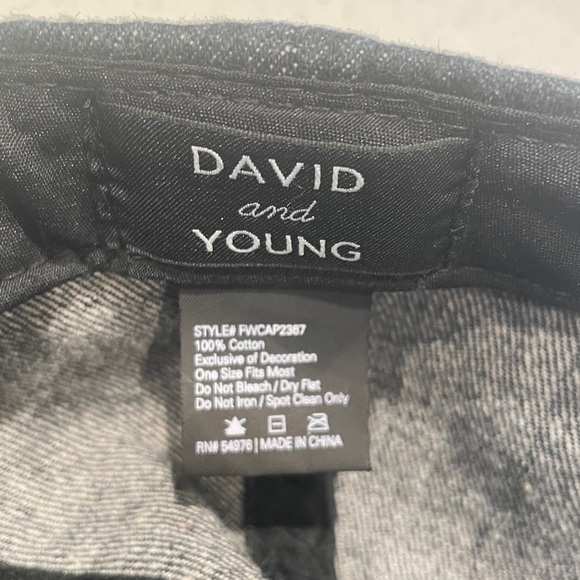 DAVID
and
YOUNG
STYLE# FWCAP2367
100% Cotton
Exclusive of Decoration
One Size Fits Most
Do Not Bleach / Dry Flat
Do Not Iron / Spot Clean Only
RN# 54976 | MADE IN CHINA